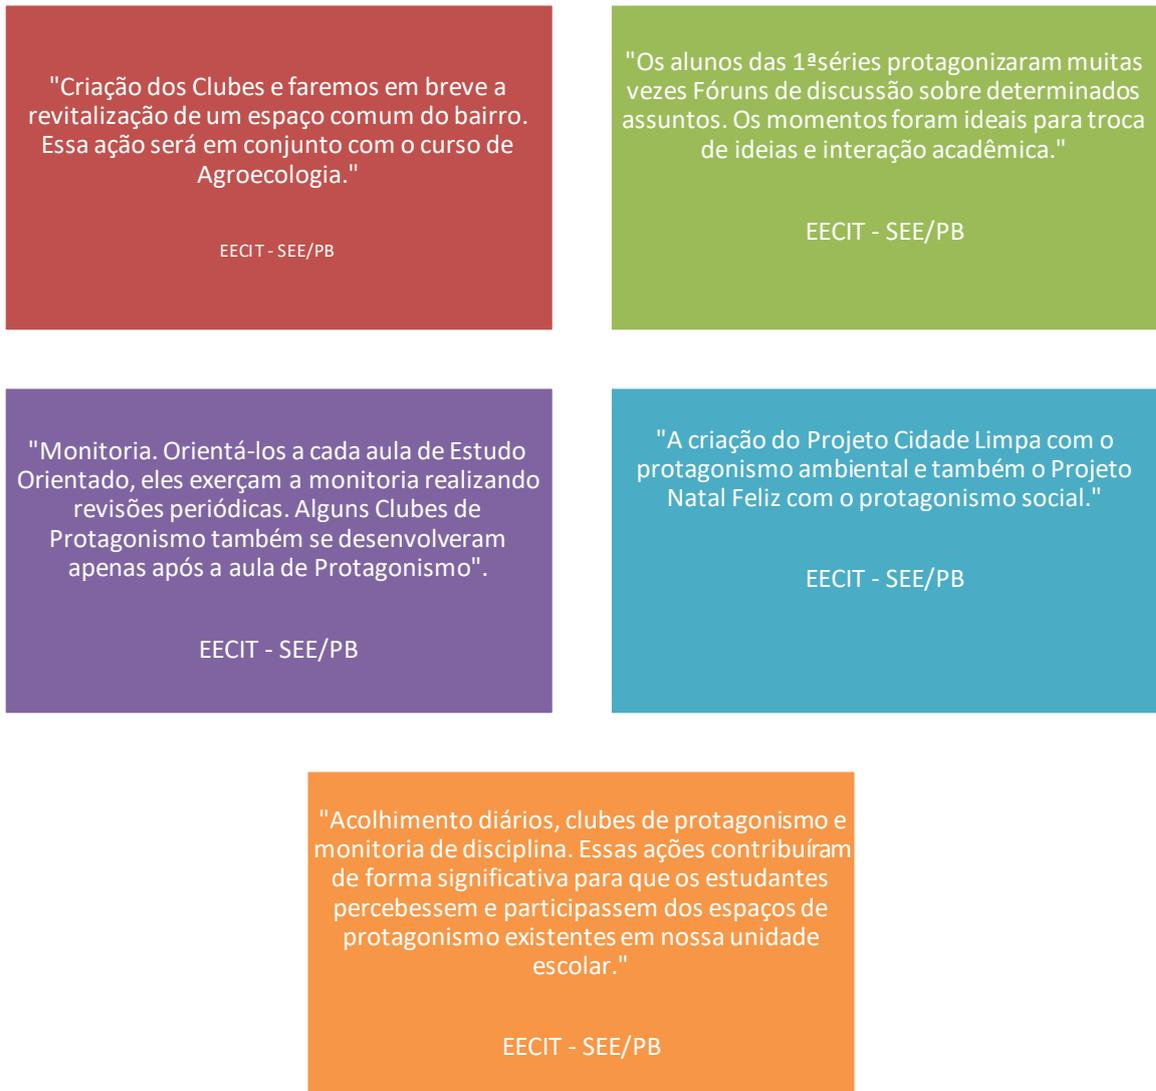 "Criação dos Clubes e faremos em breve a
revitalização de um espaço comum do bairro.
Essa ação será em conjunto com o curso de
Agroecologia."
EECIT - SEE/PB
"Os alunos das 1ªséries protagonizaram muitas
vezes Fóruns de discussão sobre determinados
assuntos. Os momentos foram ideais para troca
de ideias e interação acadêmica."
EECIT - SEE/PB
"Monitoria. Orientá-los a cada aula de Estudo
Orientado, eles exerçam a monitoria realizando
revisões periódicas. Alguns Clubes de
Protagonismo também se desenvolveram
apenas após a aula de Protagonismo".
EECIT - SEE/PB
"A criação do Projeto Cidade Limpa com o
protagonismo ambiental e também o Projeto
Natal Feliz com o protagonismo social."
EECIT - SEE/PB
"Acolhimento diários, clubes de protagonismo e
monitoria de disciplina. Essas ações contribuíram
de forma significativa para que os estudantes
percebessem e participassem dos espaços de
protagonismo existentes em nossa unidade
escolar."
EECIT - SEE/PB